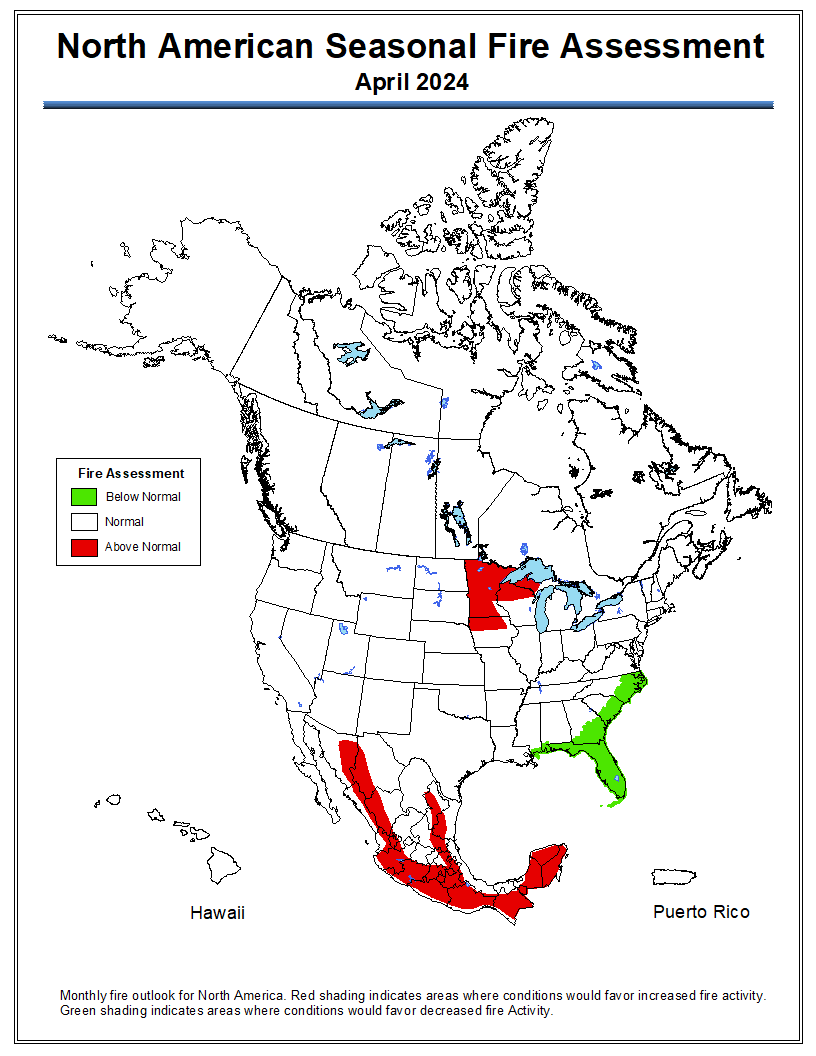 North American Seasonal Fire Assessment
April 2024
Fire Assessment
Below Normal
Normal
Above Normal
Hawaii
Puerto Rico
Monthly fire outlook for North America. Red shading indicates areas where conditions would favor increased fire activity.
Green shading indicates areas where conditions would favor decreased fire Activity.